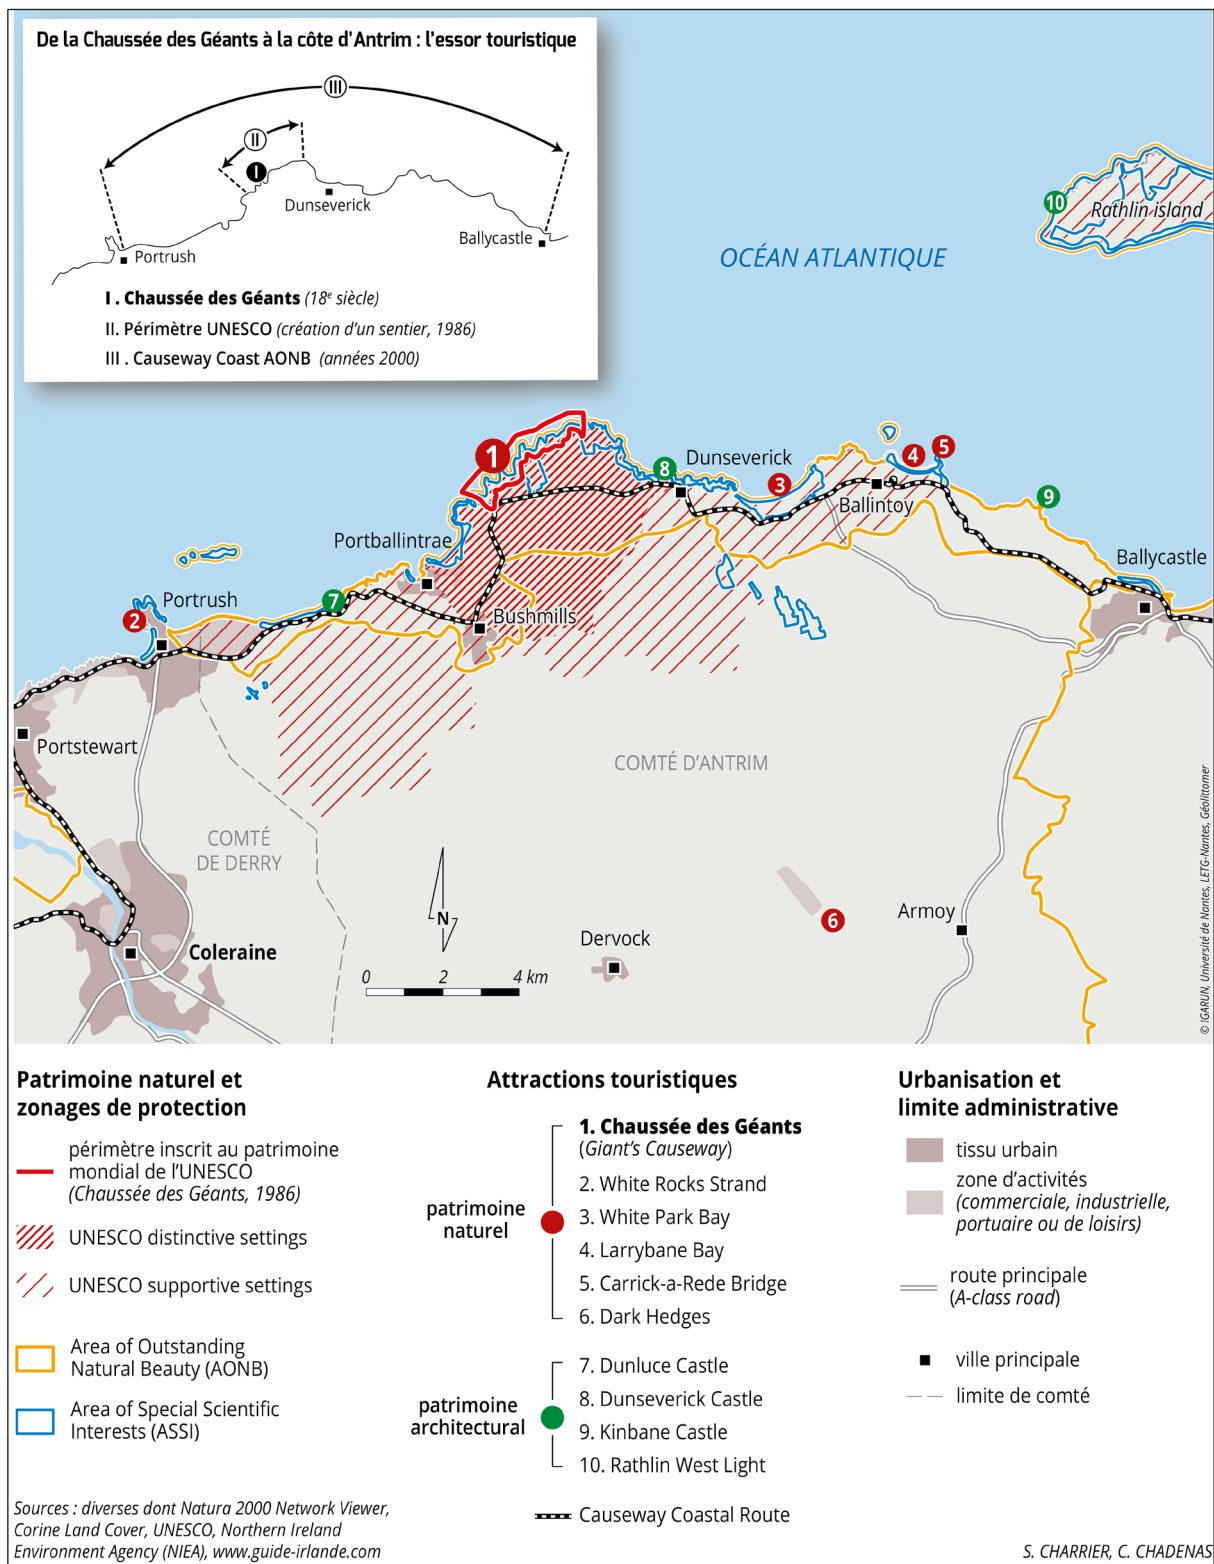 De la Chaussée des Géants à la côte d'Antrim : l'essor touristique
III
II
I
Dunseverick
Ballycastle
Portrush
I . Chaussée des Géants (18e siècle)
II. Périmètre UNESCO (création d'un sentier, 1986)
III . Causeway Coast AONB (années 2000)
10
Rathlin island
OCÉAN ATLANTIQUE
1
8
Dunseverick
3
4
5
Ballintoy
9
Portballintrae
Ballycastle
Portrush
7
2
Bushmills
Portstewart
COMTÉ D'ANTRIM
COMTÉ
DE DERRY
N
6
Armoy
Dervock
Coleraine
0 2 4 km
© IGARUN, Université de Nantes, LETG-Nantes, Géolittomer
Patrimoine naturel et
zonages de protection
périmètre inscrit au patrimoine
mondial de l'UNESCO
(Chaussée des Géants, 1986)
UNESCO distinctive settings
UNESCO supportive settings
Area of Outstanding
Natural Beauty (AONB)
Area of Special Scientific
Interests (ASSI)
Attractions touristiques
patrimoine
naturel
1. Chaussée des Géants
(Giant's Causeway)
2. White Rocks Strand
3. White Park Bay
4. Larrybane Bay
5. Carrick-a-Rede Bridge
6. Dark Hedges
patrimoine
architectural
7. Dunluce Castle
8. Dunseverick Castle
9. Kinbane Castle
10. Rathlin West Light
Causeway Coastal Route
Urbanisation et
limite administrative
tissu urbain
zone d'activités
(commerciale, industrielle,
portuaire ou de loisirs)
route principale
(A-class road)
ville principale
limite de comté
Sources : diverses dont Natura 2000 Network Viewer,
Corine Land Cover, UNESCO, Northern Ireland
Environment Agency (NIEA), www.guide-irlande.com
S. CHARRIER, C. CHADENAS